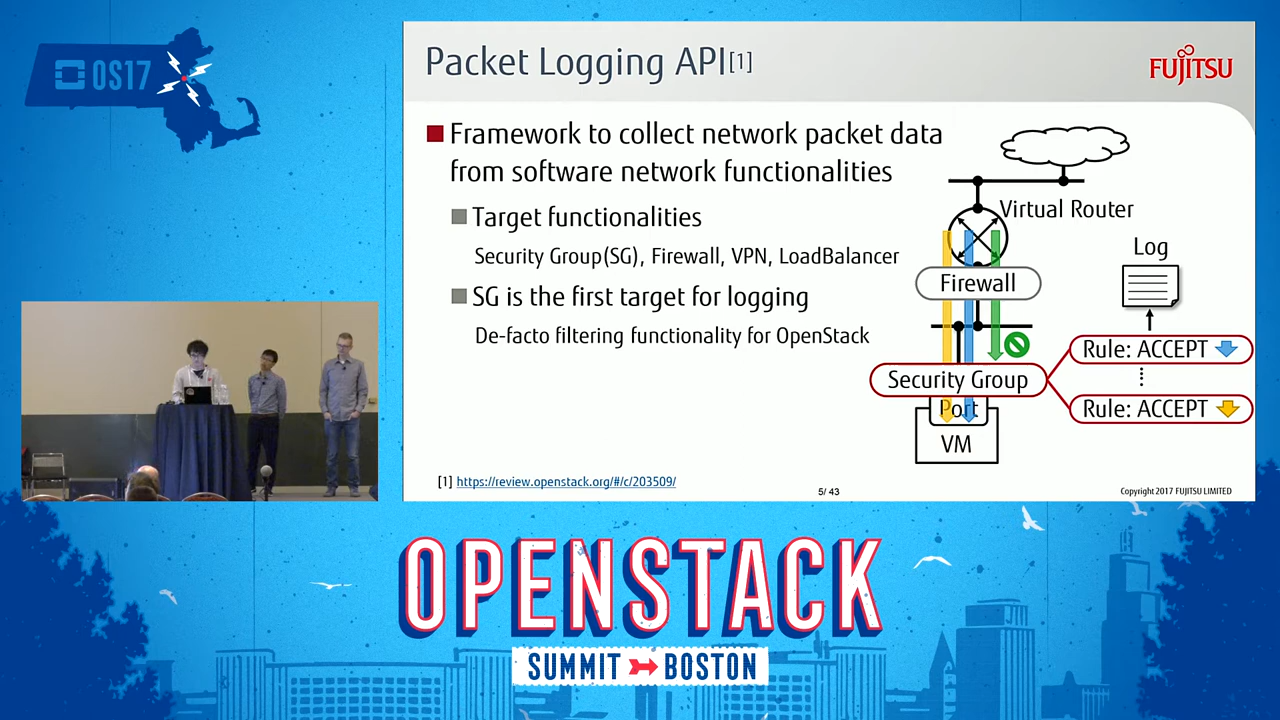 OS17
Packet Logging API[1]
FUJITSU
Framework to collect network packet data
from software network functionalities
Target functionalities
Security Group(SG), Firewall, VPN, LoadBalancer
SG is the first target for logging
De-facto filtering functionality for OpenStack
Virtual Router
Log
Firewall
Rule: ACCEPT
Security Group
Rule: ACCEPT
Port
VM
[1] https://review.openstack.org/#/c/203509/
5/ 43
Copyright 2017 FUJITSU LIMITED
OPENSTACK
SUMMIT BOSTON